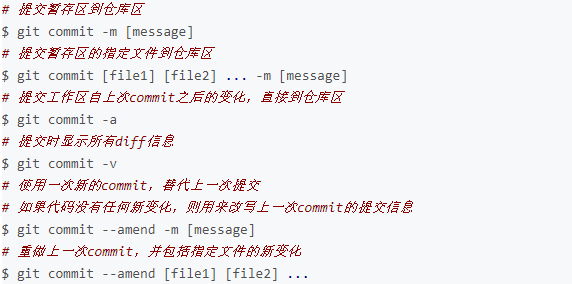 # 提交暂存区到仓库区
$ git commit -m [message]
# 提交暂存区的指定文件到仓库区
$ git commit [file1] [file2] ... -m [message]
# 提交工作区自上次commit之后的变化，直接到仓库区
$ git commit -a
# 提交时显示所有diff信息
$ git commit -v
# 使用一次新的commit，替代上一次提交
# 如果代码没有任何新变化，则用来改写上一次commit的提交信息
$ git commit --amend -m [message]
# 重做上一次commit，并包括指定文件的新变化
$ git commit --amend [file1] [file2] ...